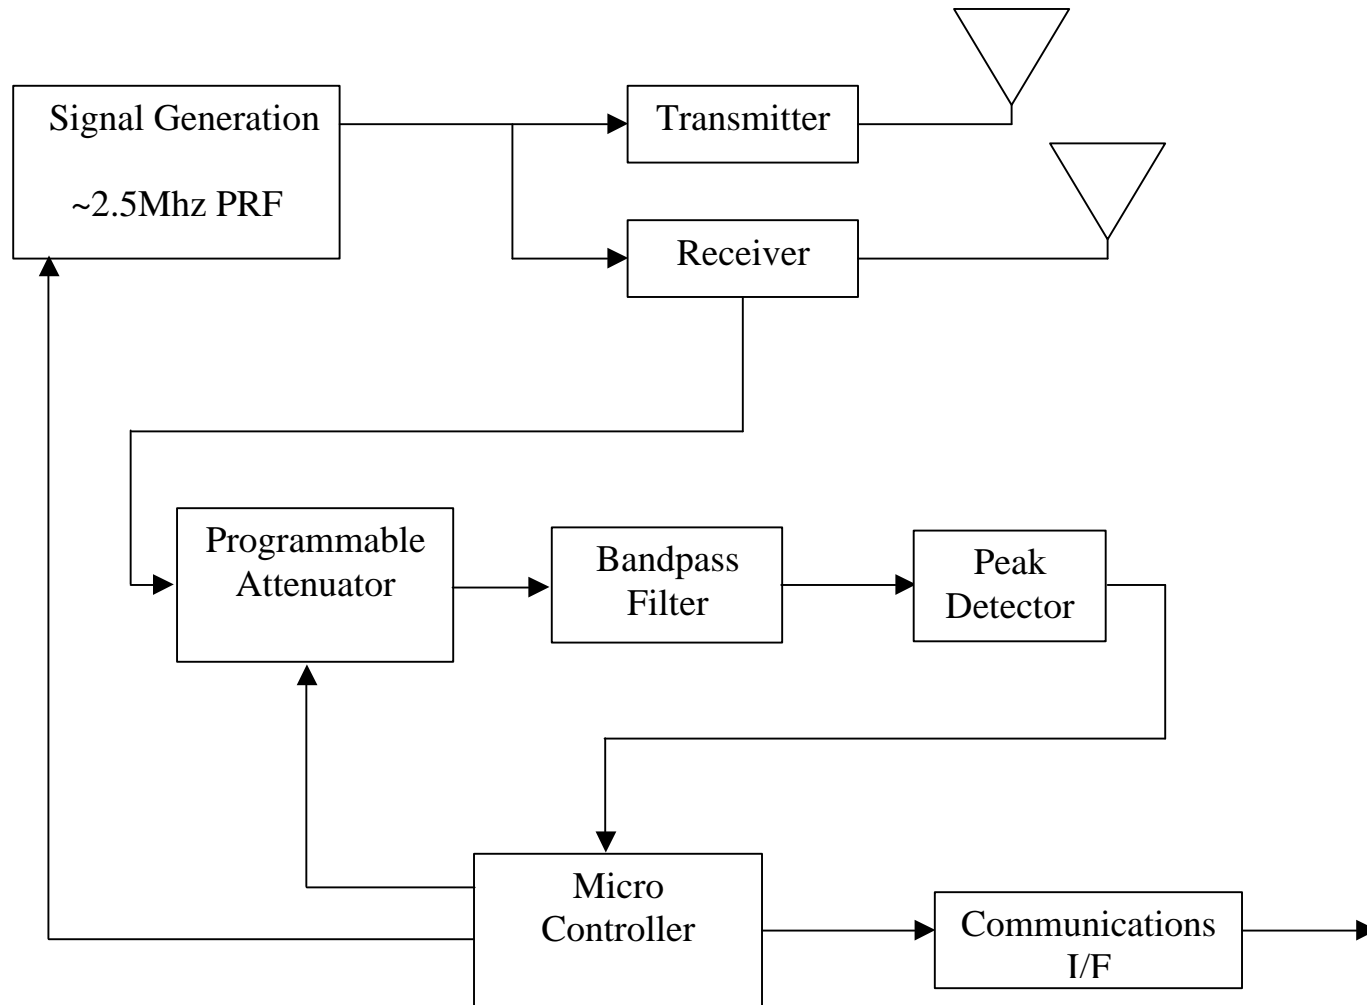 Signal Generation
~2.5Mhz PRF
Transmitter
Receiver
Programmable
Attenuator
Bandpass
Filter
Peak
Detector
Micro
Controller
Communications
I/F